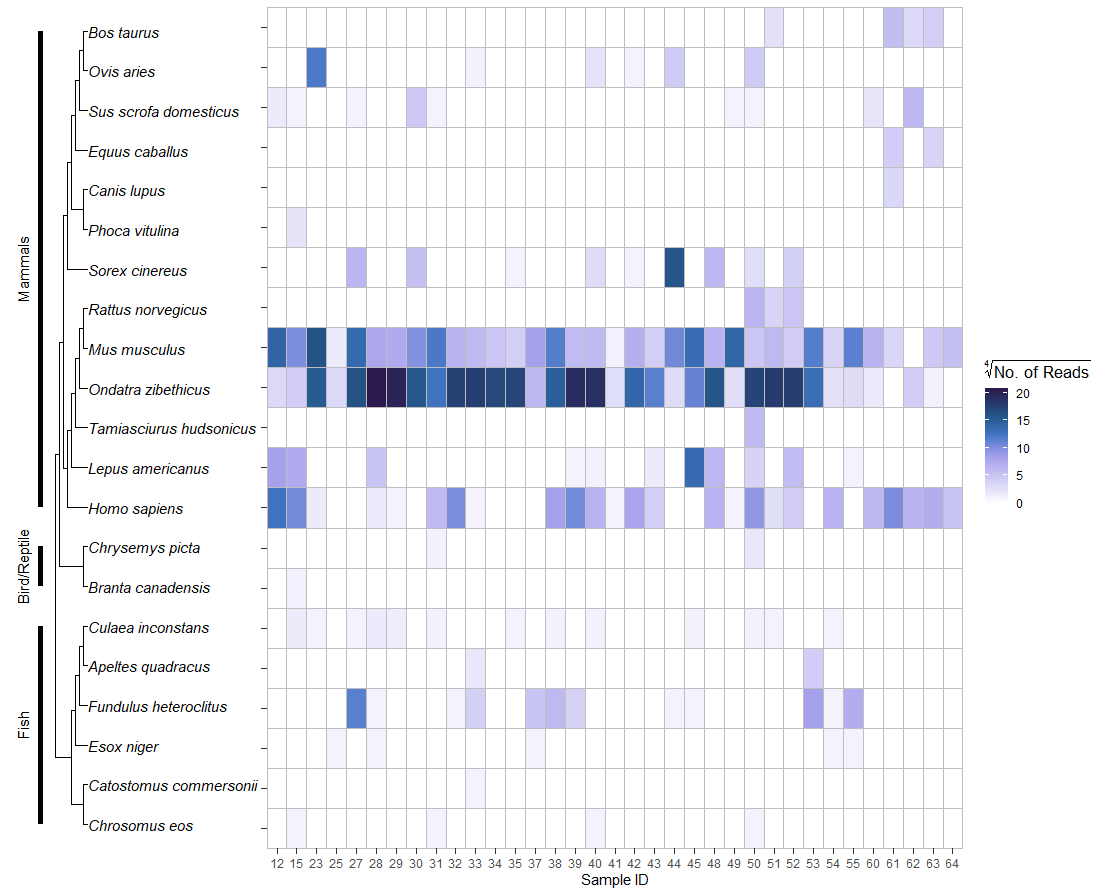 Mammals
Bird/Reptile
Fish
Bos taurus
Ovis aries
Sus scrofa domesticus
Equus caballus
Canis lupus
Phoca vitulina
Sorex cinereus
Rattus norvegicus
Mus musculus
Ondatra zibethicus
Tamiasciurus hudsonicus
Lepus americanus
Homo sapiens
Chrysemys picta
Branta canadensis
Culaea inconstans
Apeltes quadracus
Fundulus heteroclitus
Esox niger
Catostomus commersonii
Chrosomus eos
12 15 23 25 27 28 29 30 31 32 33 34 35 37 38 39 40 41 42 43 44 45 48 49 50 51 52 53 54 55 60 61 62 63 64
Sample ID
∜No. of Reads
20
15
10
5
0